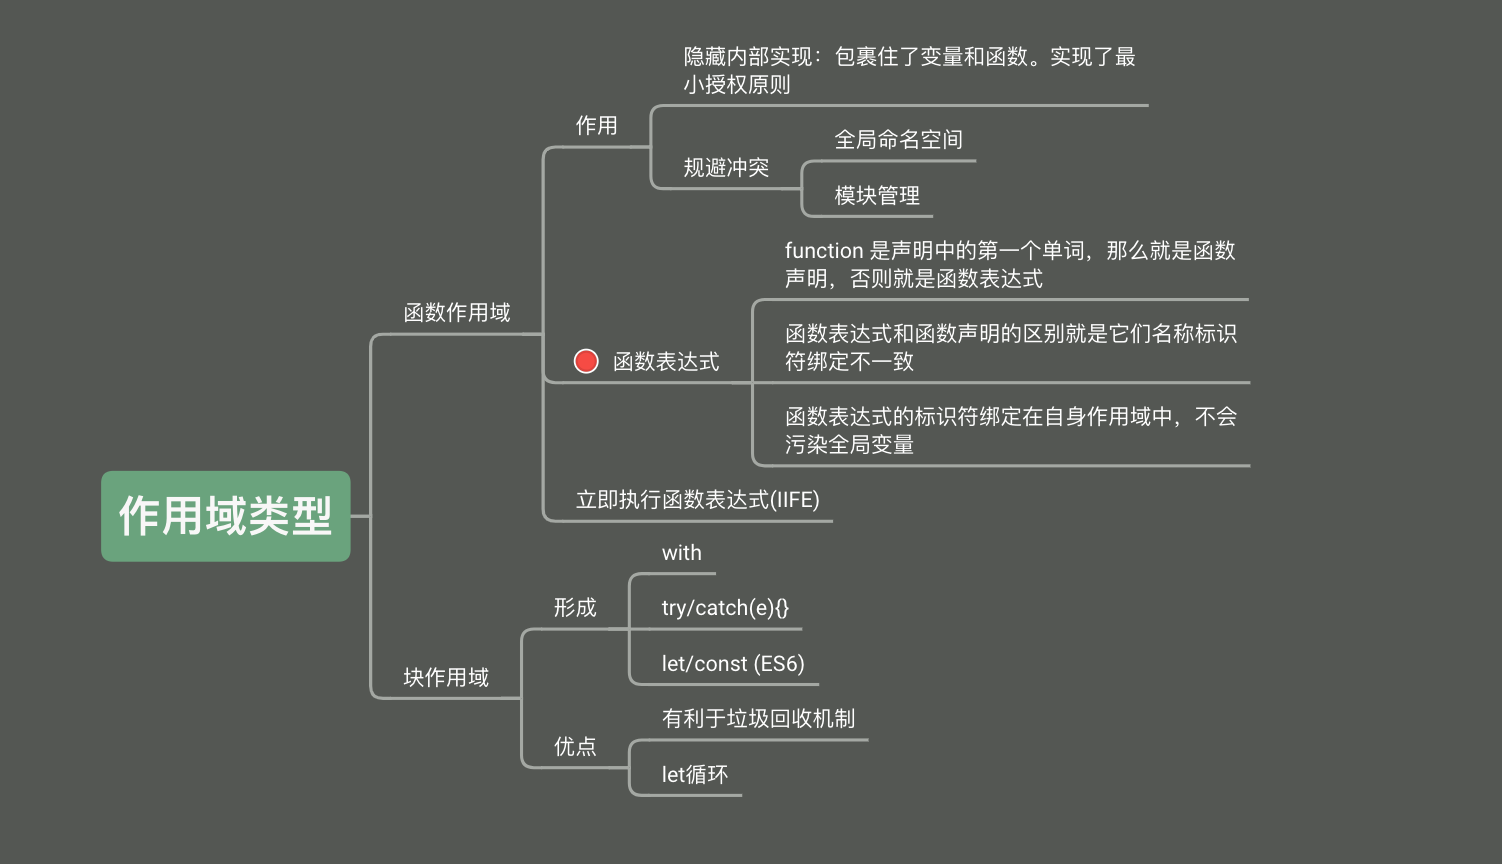 作用域类型
函数作用域
作用
隐藏内部实现：包裹住了变量和函数。实现了最
小授权原则
规避冲突
全局命名空间
模块管理
函数表达式
function 是声明中的第一个单词，那么就是函数
声明，否则就是函数表达式
函数表达式和函数声明的区别就是它们名称标识
符绑定不一致
函数表达式的标识符绑定在自身作用域中，不会
污染全局变量
立即执行函数表达式(IIFE)
块作用域
形成
with
try/catch(e){}
let/const (ES6)
优点
有利于垃圾回收机制
let循环